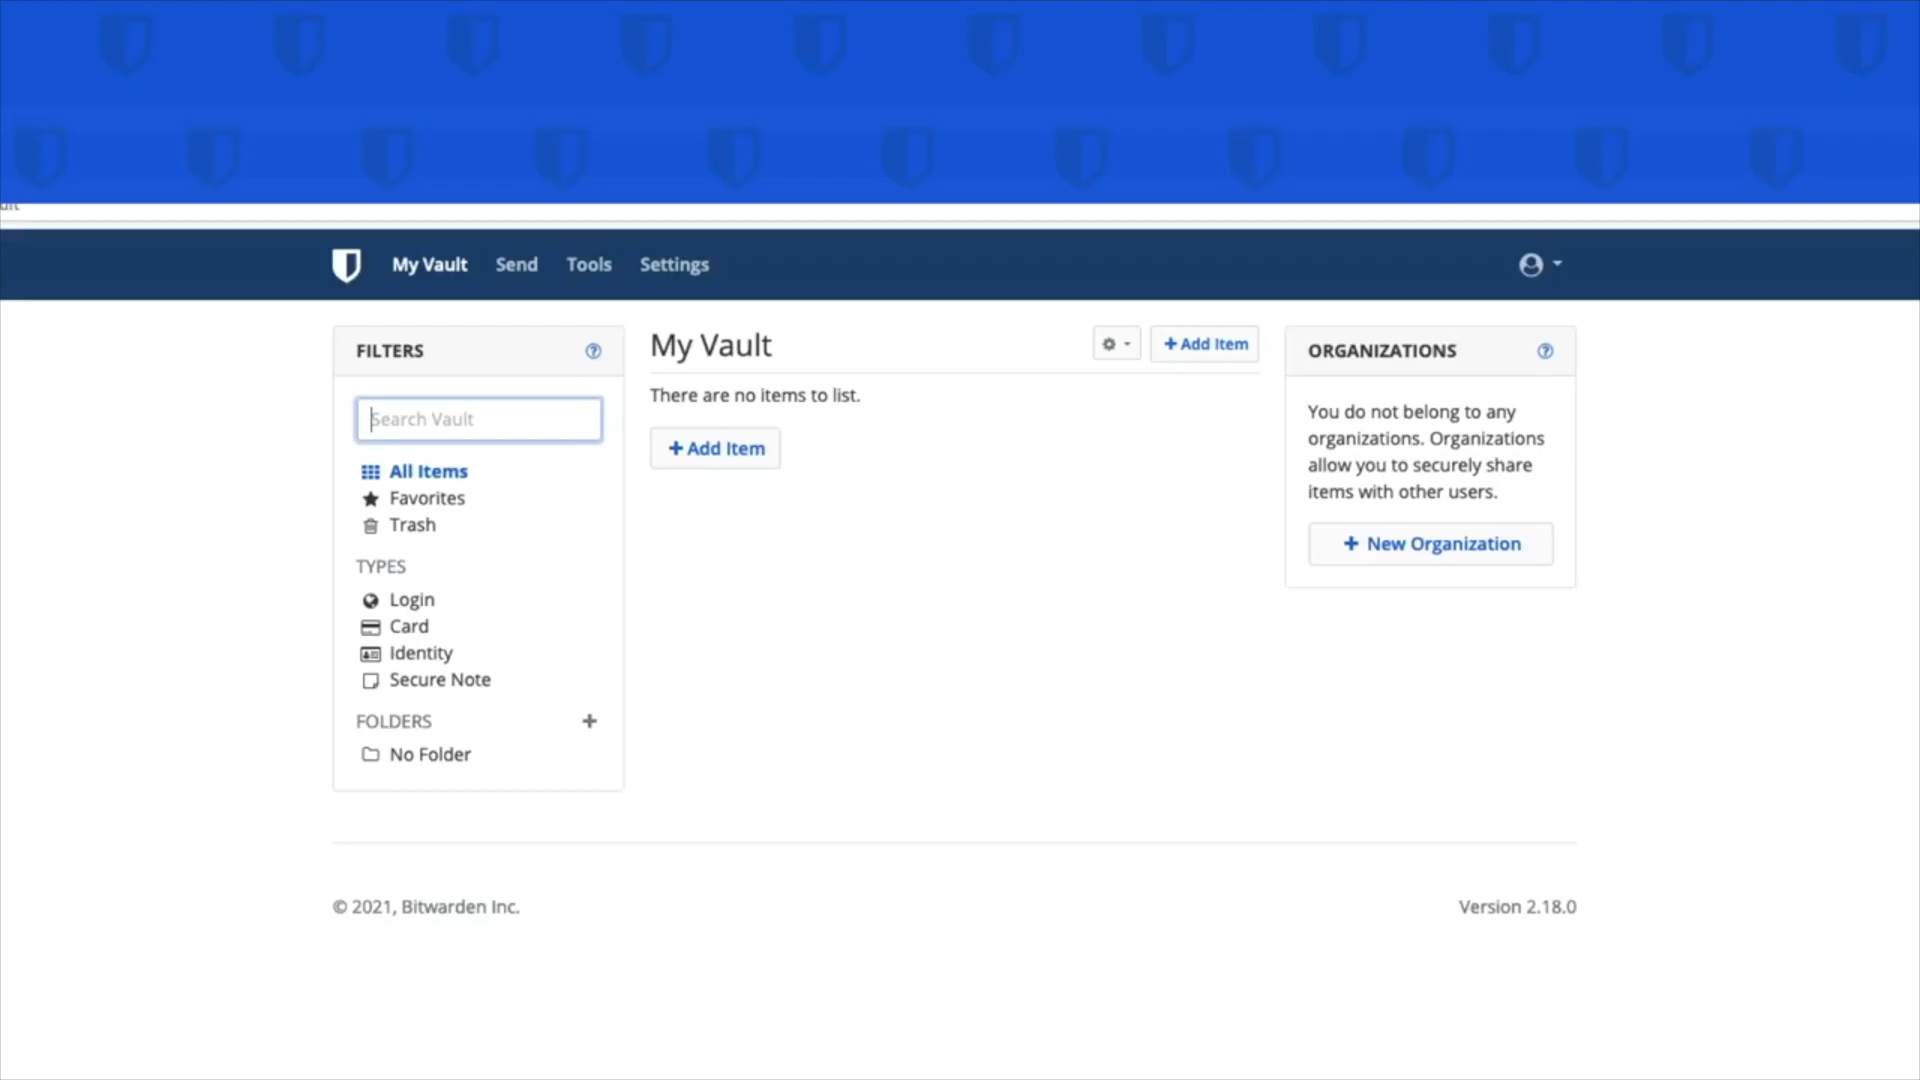 My Vault Send Tools Settings
FILTERS
Search Vault
All Items
Favorites
Trash
TYPES
Login
Card
Identity
Secure Note
FOLDERS
No Folder
My Vault
+ Add Item
There are no items to list.
+ Add Item
ORGANIZATIONS
You do not belong to any
organizations. Organizations
allow you to securely share
items with other users.
+ New Organization
© 2021, Bitwarden Inc.
Version 2.18.0